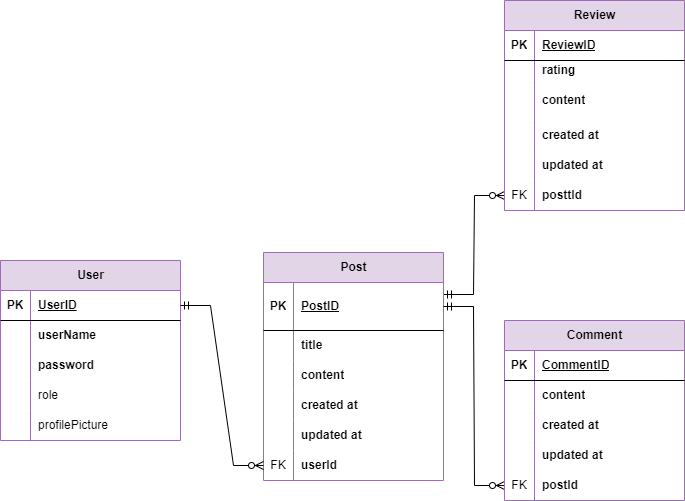 Review
PK ReviewID
rating
content
created at
updated at
FK posttId
User
PK UserID
userName
password
role
profilePicture
Post
PK PostID
title
content
created at
updated at
FK userId
Comment
PK CommentID
content
created at
updated at
FK postId